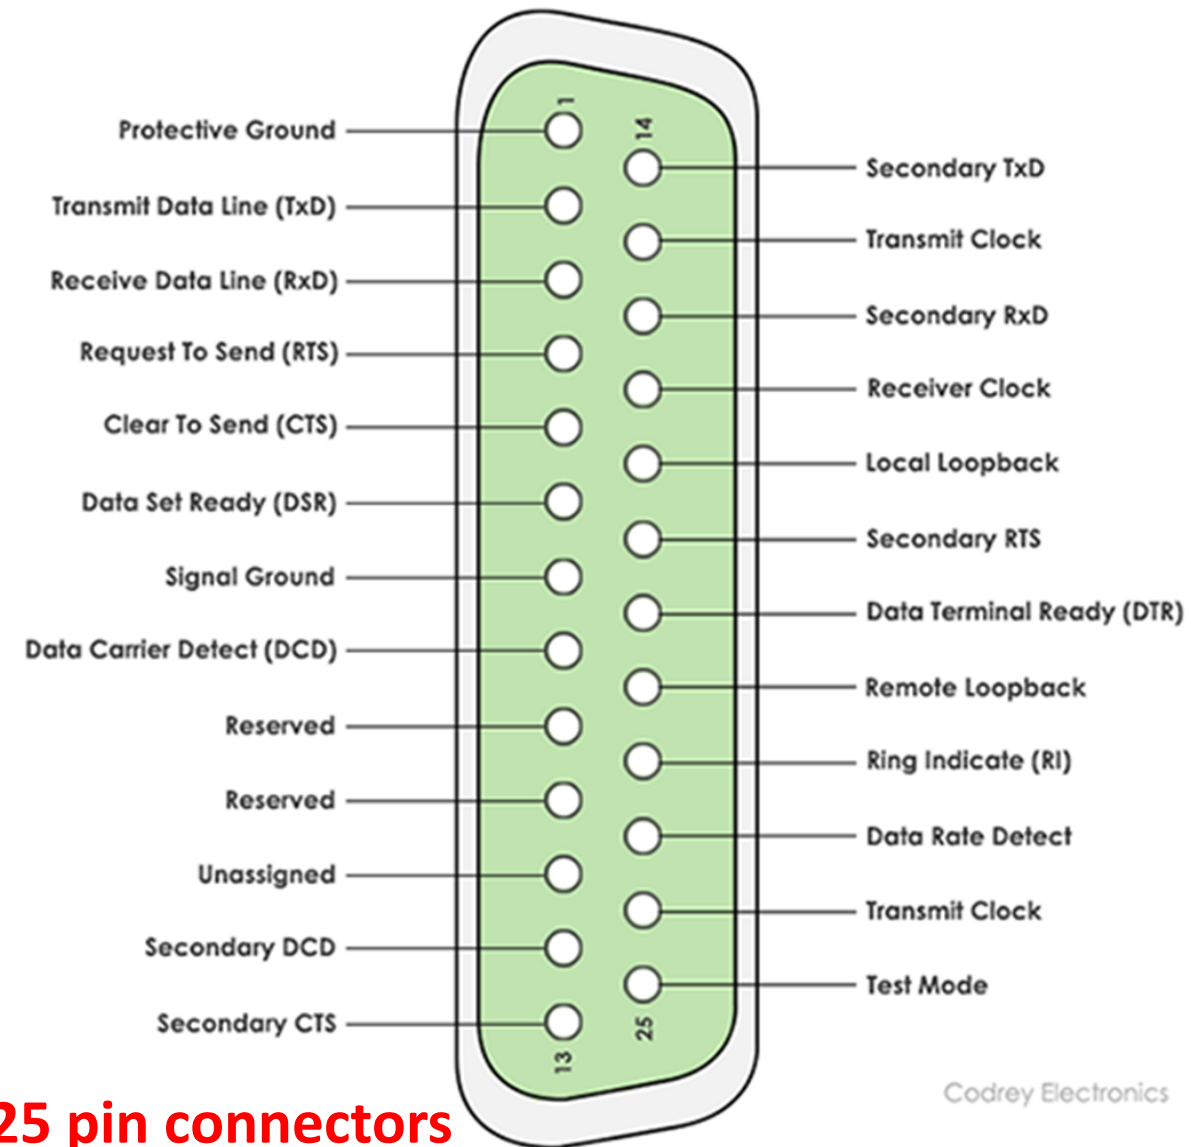 1
14
Protective Ground
Secondary TxD
Transmit Data Line (TxD)
Transmit Clock
Receive Data Line (RxD)
Secondary RxD
Request To Send (RTS)
Receiver Clock
Clear To Send (CTS)
Local Loopback
Data Set Ready (DSR)
Secondary RTS
Signal Ground
Data Terminal Ready (DTR)
Data Carrier Detect (DCD)
Remote Loopback
Reserved
Ring Indicate (RI)
Reserved
Data Rate Detect
Unassigned
Transmit Clock
Secondary DCD
Test Mode
Secondary CTS
25
13
Codrey Electronics
25 pin connectors